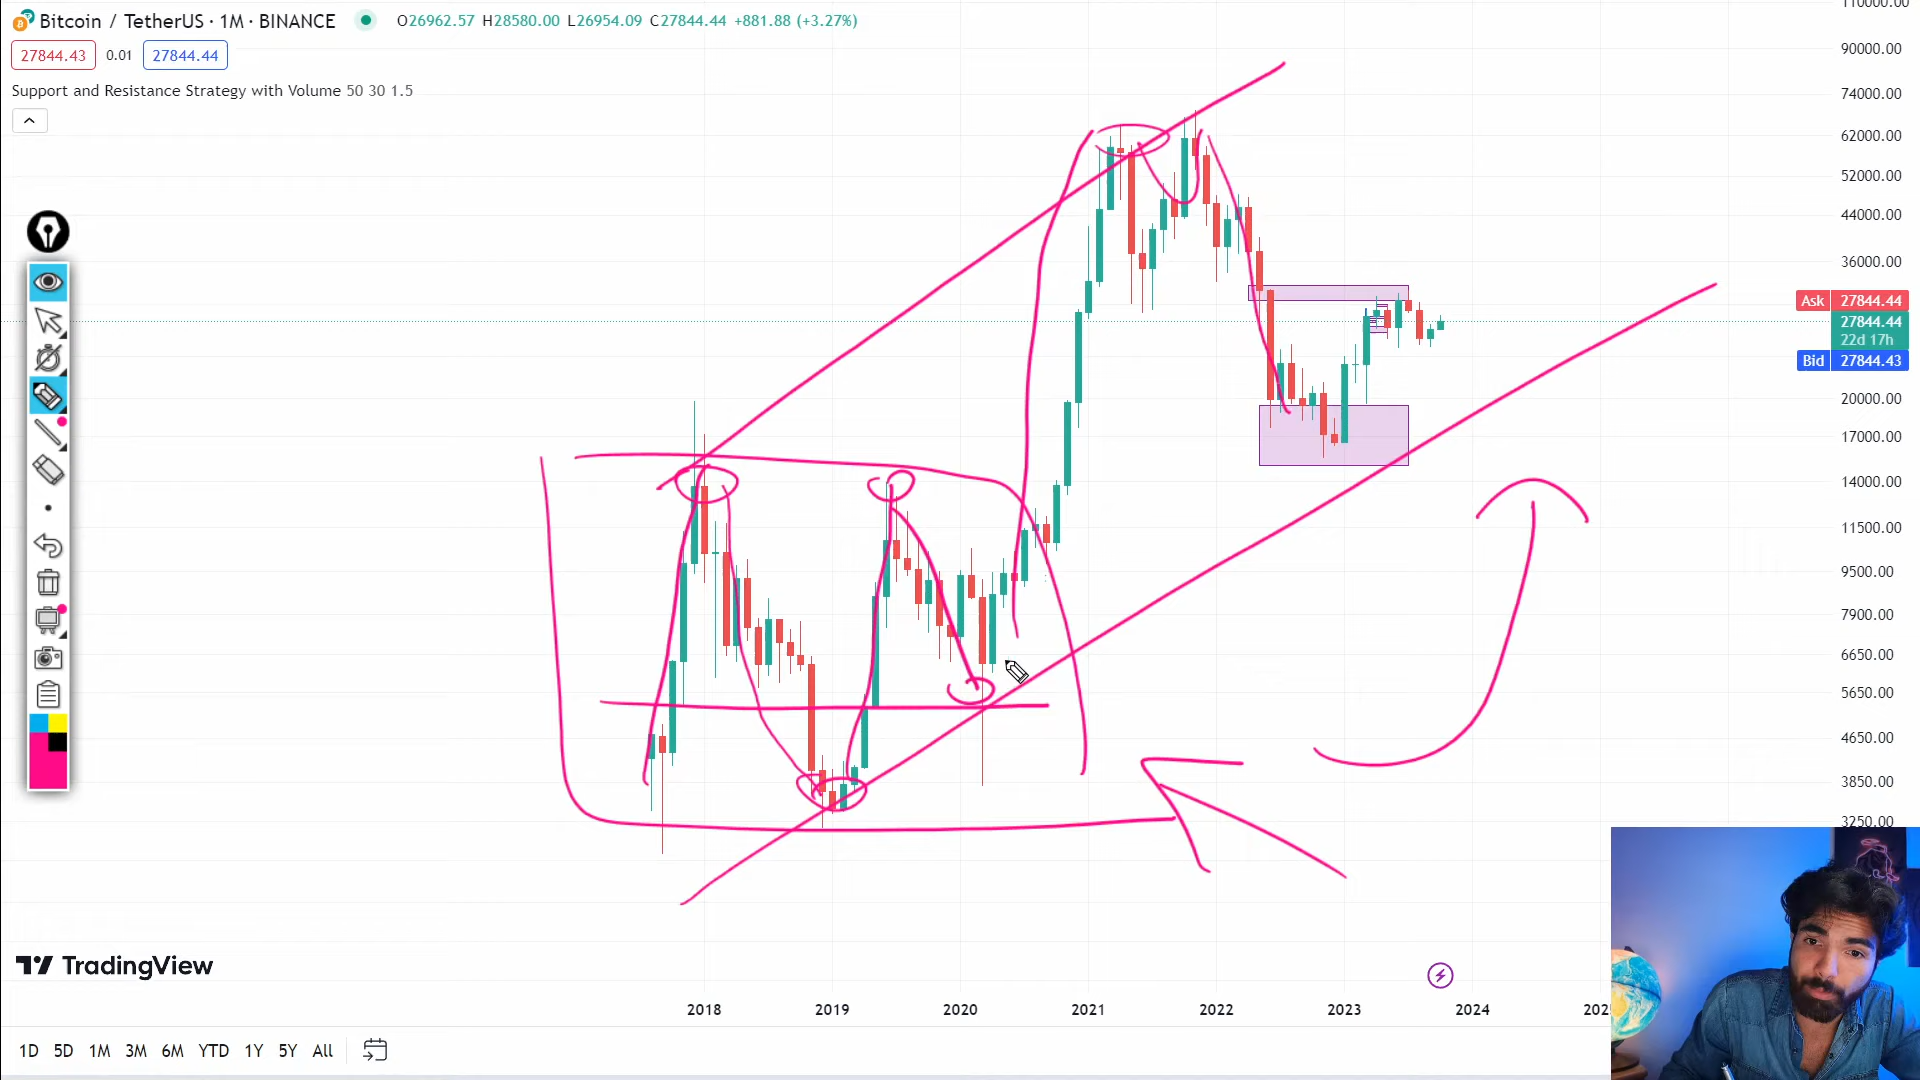 Bitcoin / TetherUS · 1M · BINANCE O26962.57 H28580.00 L26954.09 C27844.44 +881.88 (+3.27%)
27844.43 0.01 27844.44
Support and Resistance Strategy with Volume 50 30 1.5
110000.00
90000.00
74000.00
62000.00
52000.00
44000.00
36000.00
Ask 27844.44
27844.44
22d 17h
Bid 27844.43
20000.00
17000.00
14000.00
11500.00
9500.00
7900.00
6650.00
5650.00
4650.00
3850.00
3250.00
TradingView
2018 2019 2020 2021 2022 2023 2024
1D 5D 1M 3M 6M YTD 1Y 5Y All